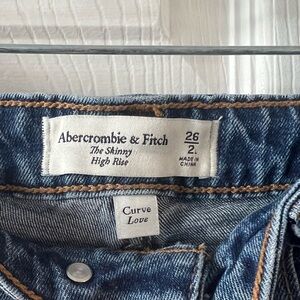 Abercrombie & Fitch
The Skinny
High Rise
26
2
MADE IN
CHINA
Curve
Love